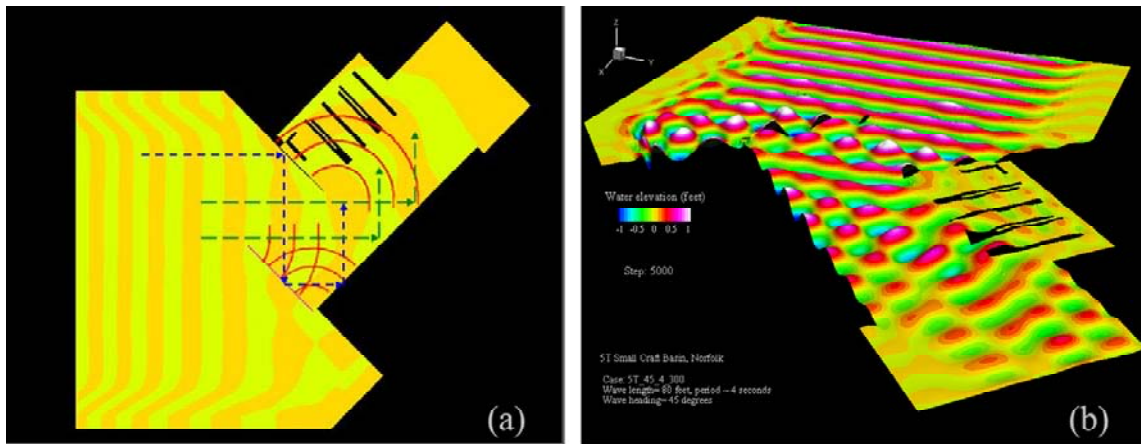 (a)
Z
X
Y
Water elevation (feet)
-1 -0.5 0 0.5 1
Step: 5000
5T Small Craft Basin, Norfolk
Case: 5T_45_4_300
Wave length= 80 feet, period -- 4 seconds
Wave heading= 45 degrees
(b)